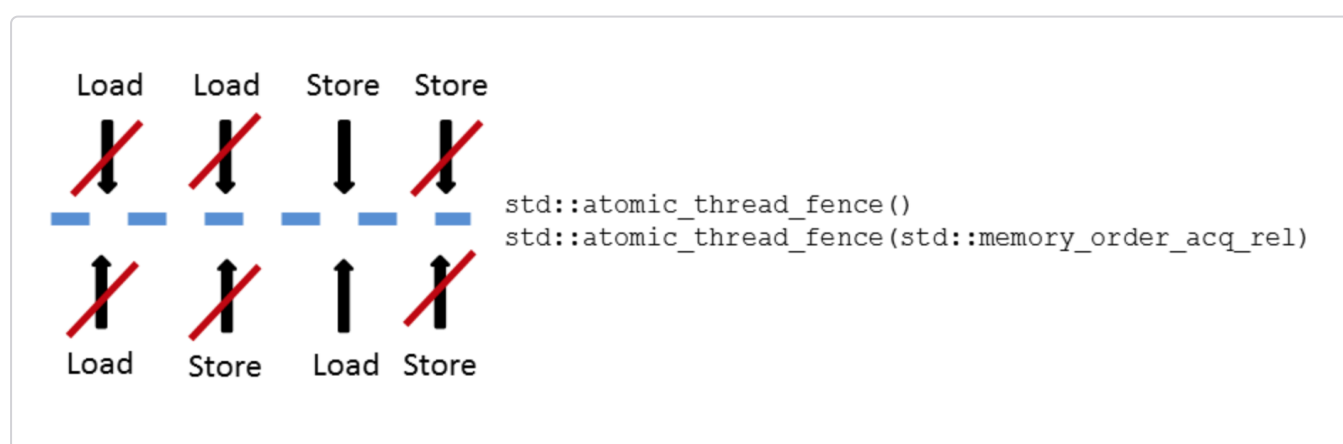 Load Load Store Store
std::atomic_thread_fence()
std::atomic_thread_fence(std::memory_order_acq_rel)
Load Store Load Store